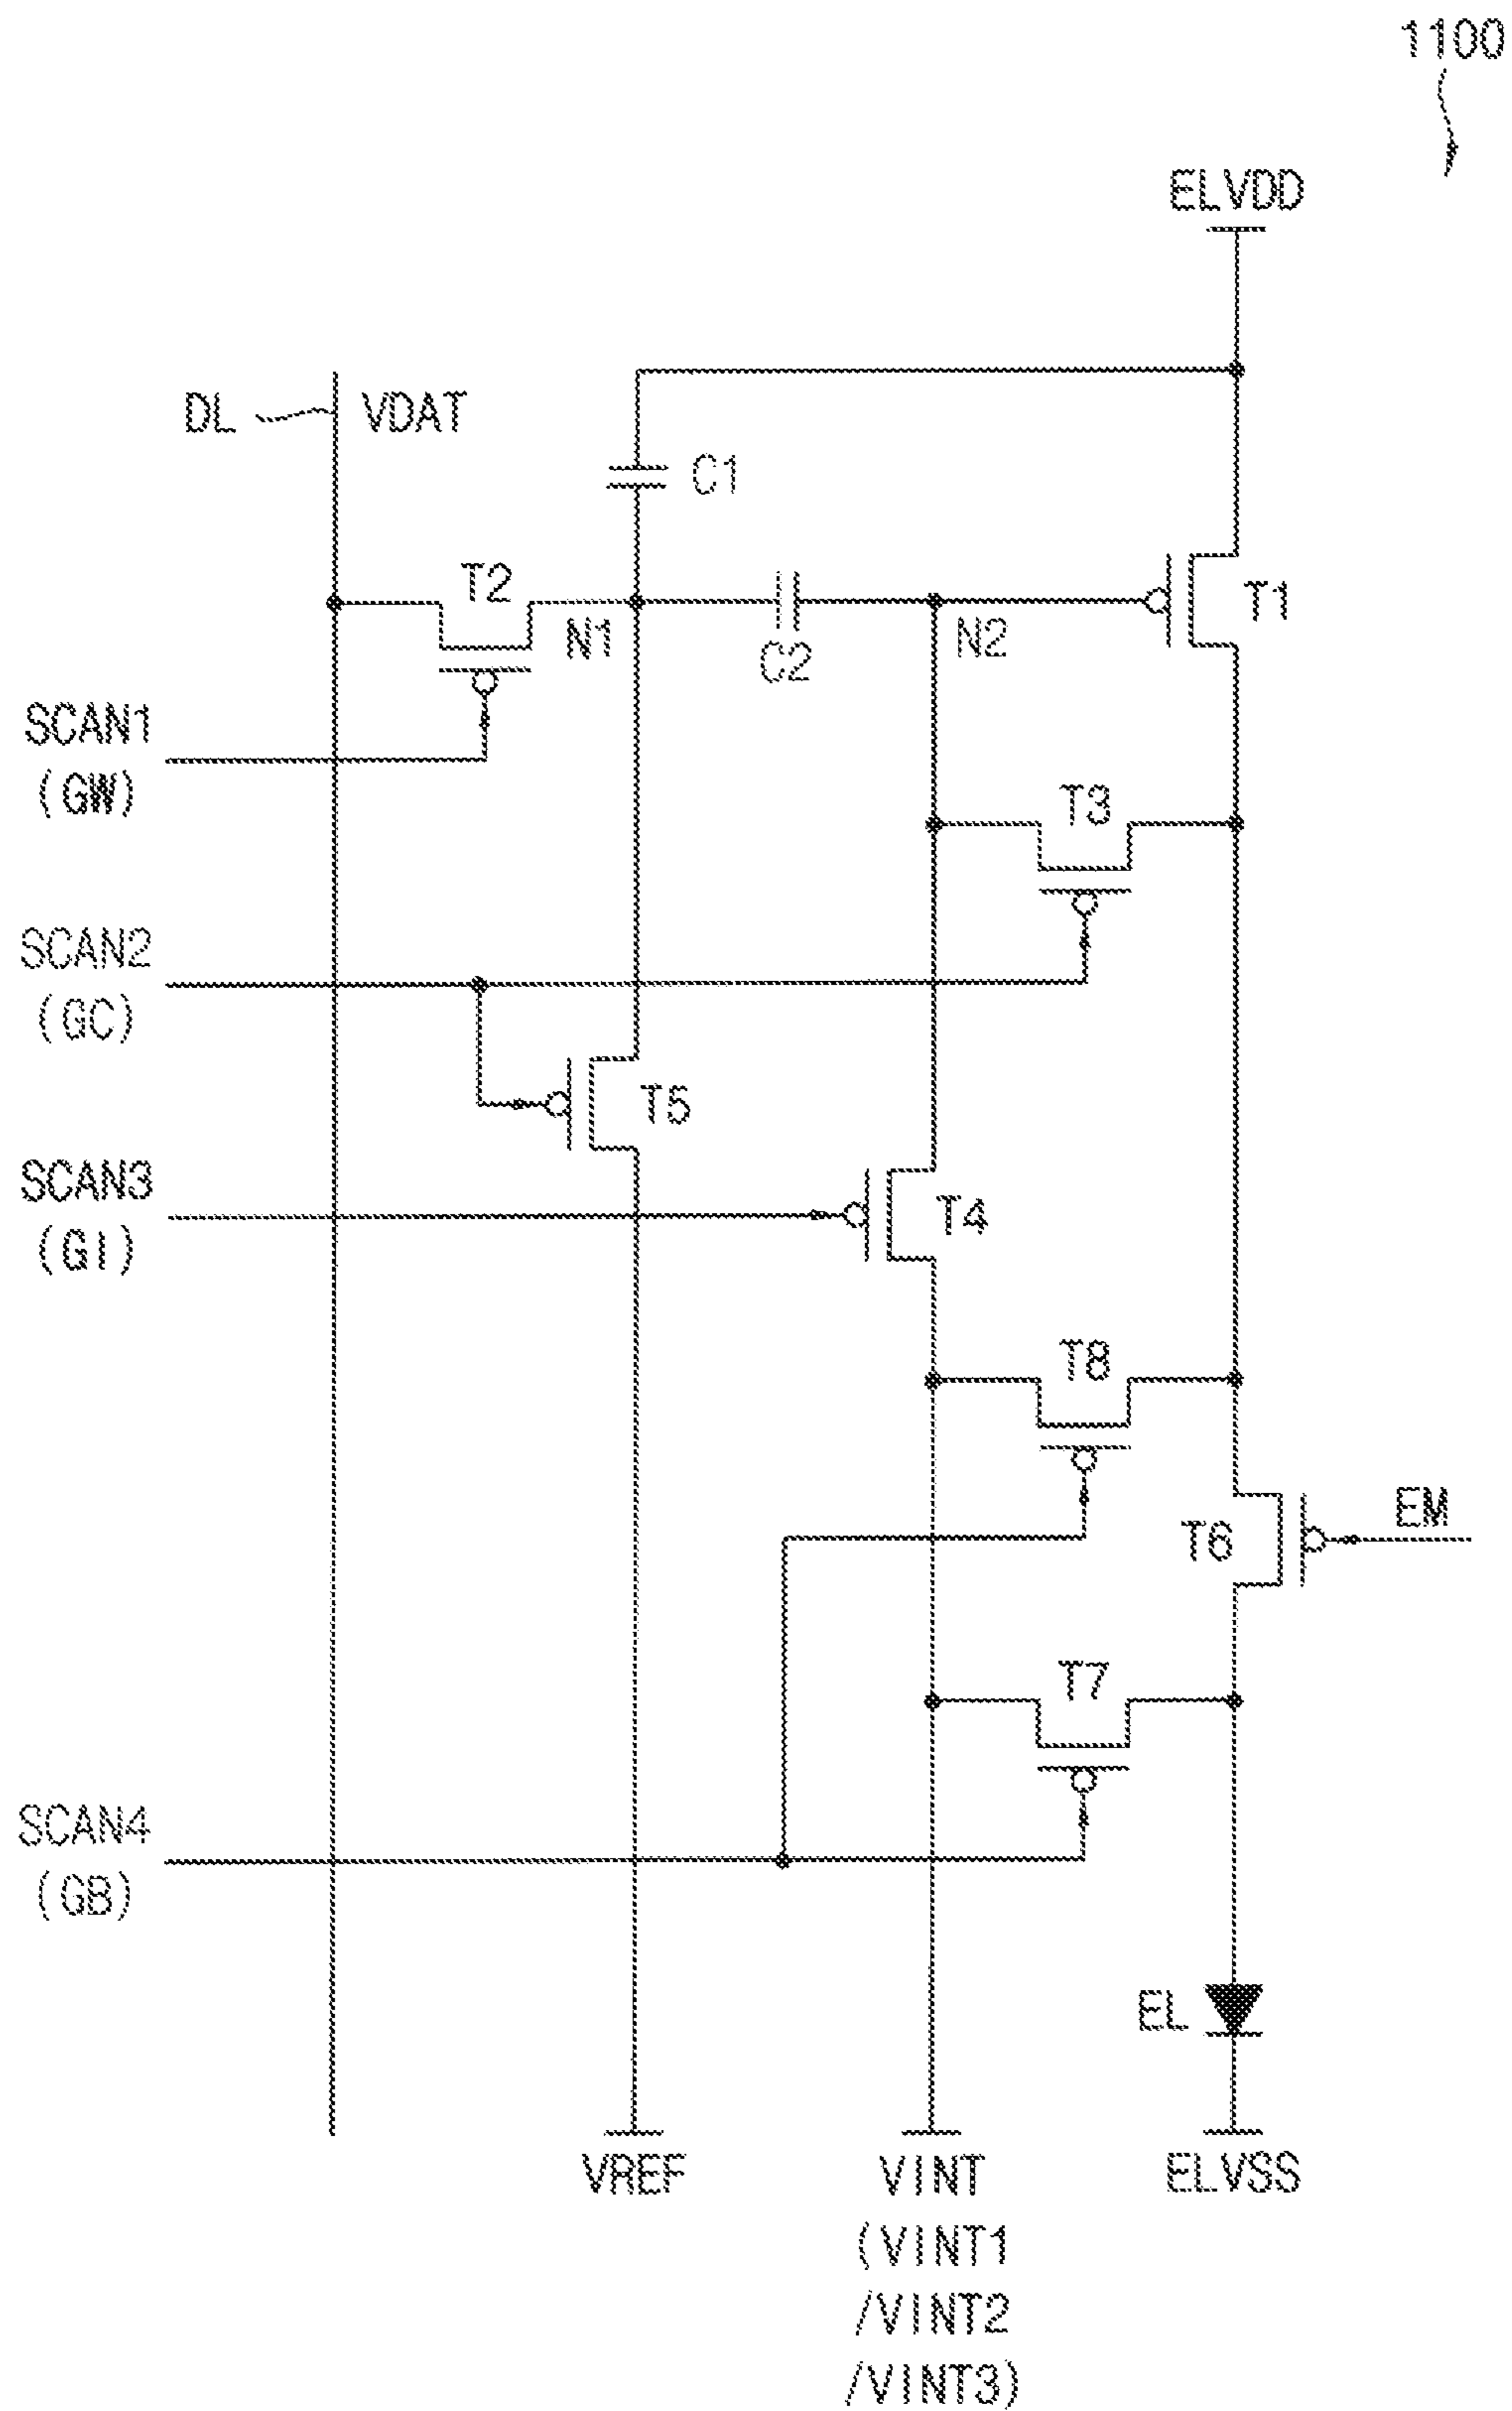 1100
ELVDD
DL
VDAT
C1
T2
T1
N1
C2
N2
SCAN1
(GW)
T3
SCAN2
(GC)
T5
SCAN3
(GI)
T4
T8
EM
T6
T7
SCAN4
(GB)
EL
VREF
VINT
(VINT1
/VINT2
/VINT3)
ELVSS